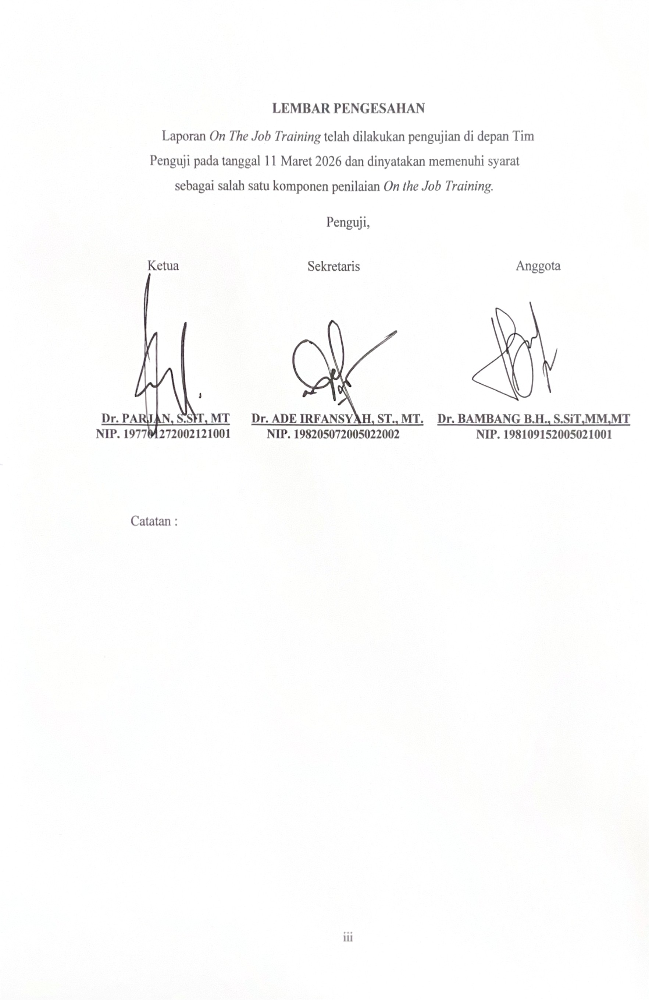 LEMBAR PENGESAHAN
Laporan On The Job Training telah dilakukan pengujian di depan Tim
Penguji pada tanggal 11 Maret 2026 dan dinyatakan memenuhi syarat
sebagai salah satu komponen penilaian On the Job Training.
Penguji,
Ketua Sekretaris Anggota
Dr. PARJAN, S.SiT, MT Dr. ADE IRFANSYAH, ST., MT. Dr. BAMBANG B.H., S.SiT,MM,MT
NIP. 197701272002121001 NIP. 198205072005022002 NIP. 198109152005021001
Catatan :
iii